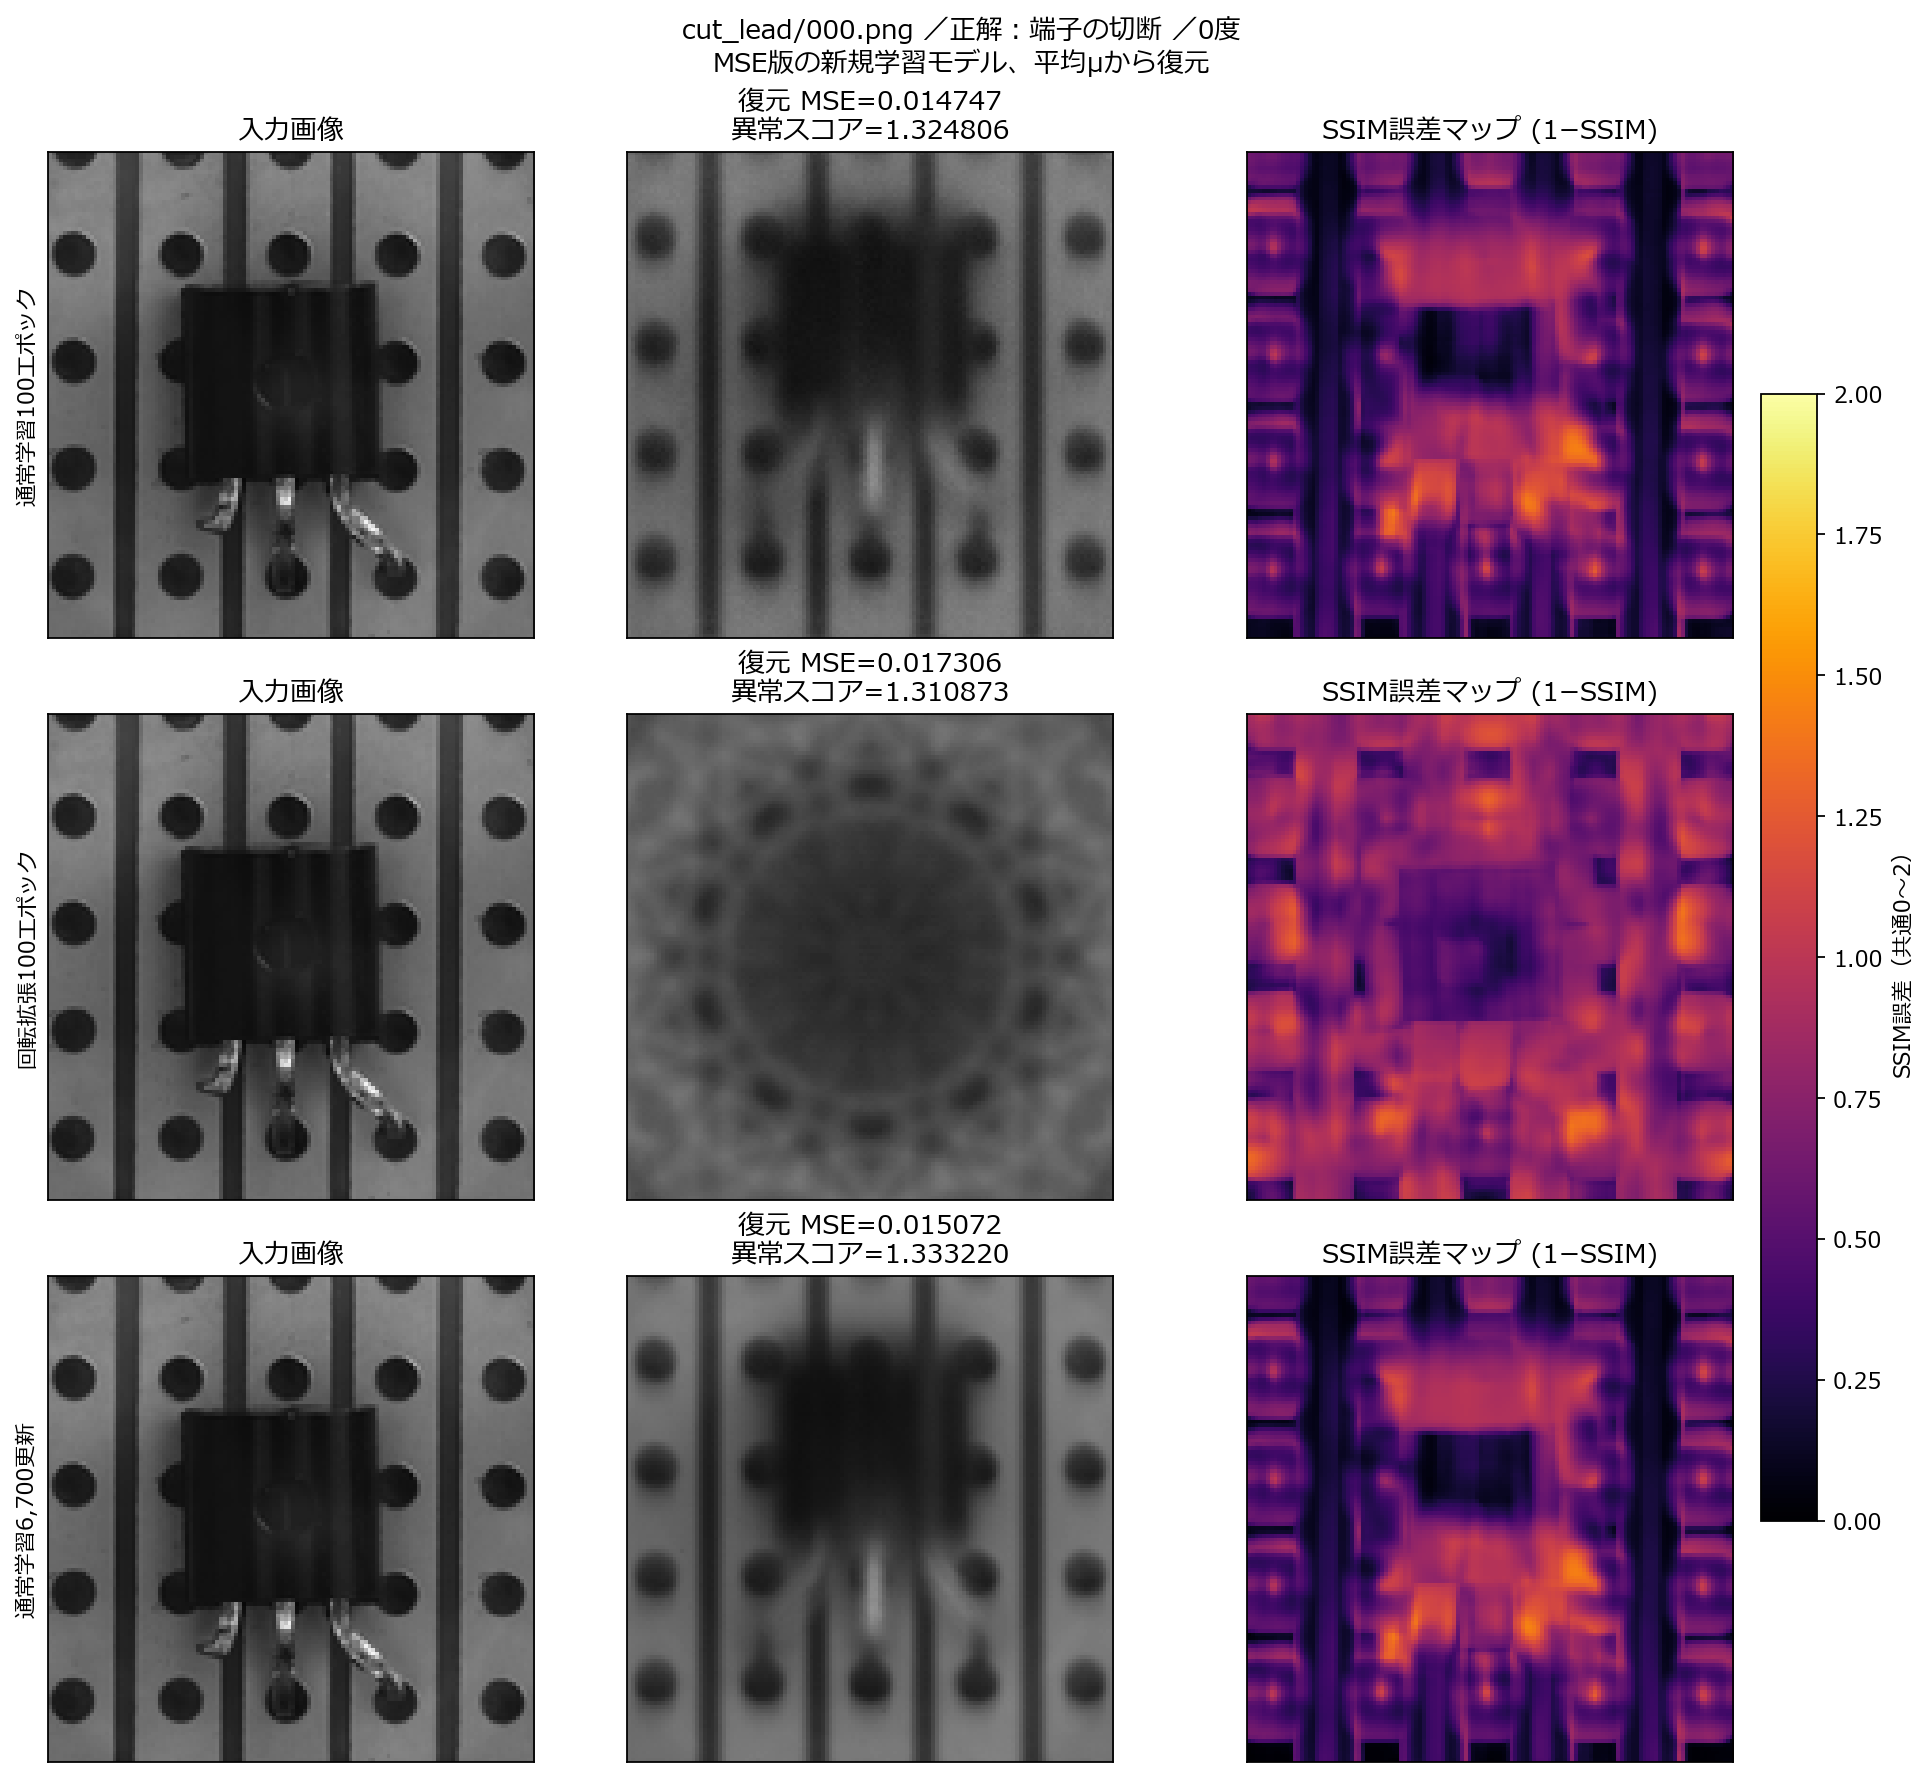 cut_lead/000.png ／正解：端子の切断 ／0度
MSE版の新規学習モデル、平均μから復元
通常学習100エポック
入力画像
復元 MSE=0.014747
異常スコア=1.324806
SSIM誤差マップ (1−SSIM)
回転拡張100エポック
入力画像
復元 MSE=0.017306
異常スコア=1.310873
SSIM誤差マップ (1−SSIM)
通常学習6,700更新
入力画像
復元 MSE=0.015072
異常スコア=1.333220
SSIM誤差マップ (1−SSIM)
2.00
1.75
1.50
1.25
1.00
0.75
0.50
0.25
0.00
SSIM誤差（共通0〜2）